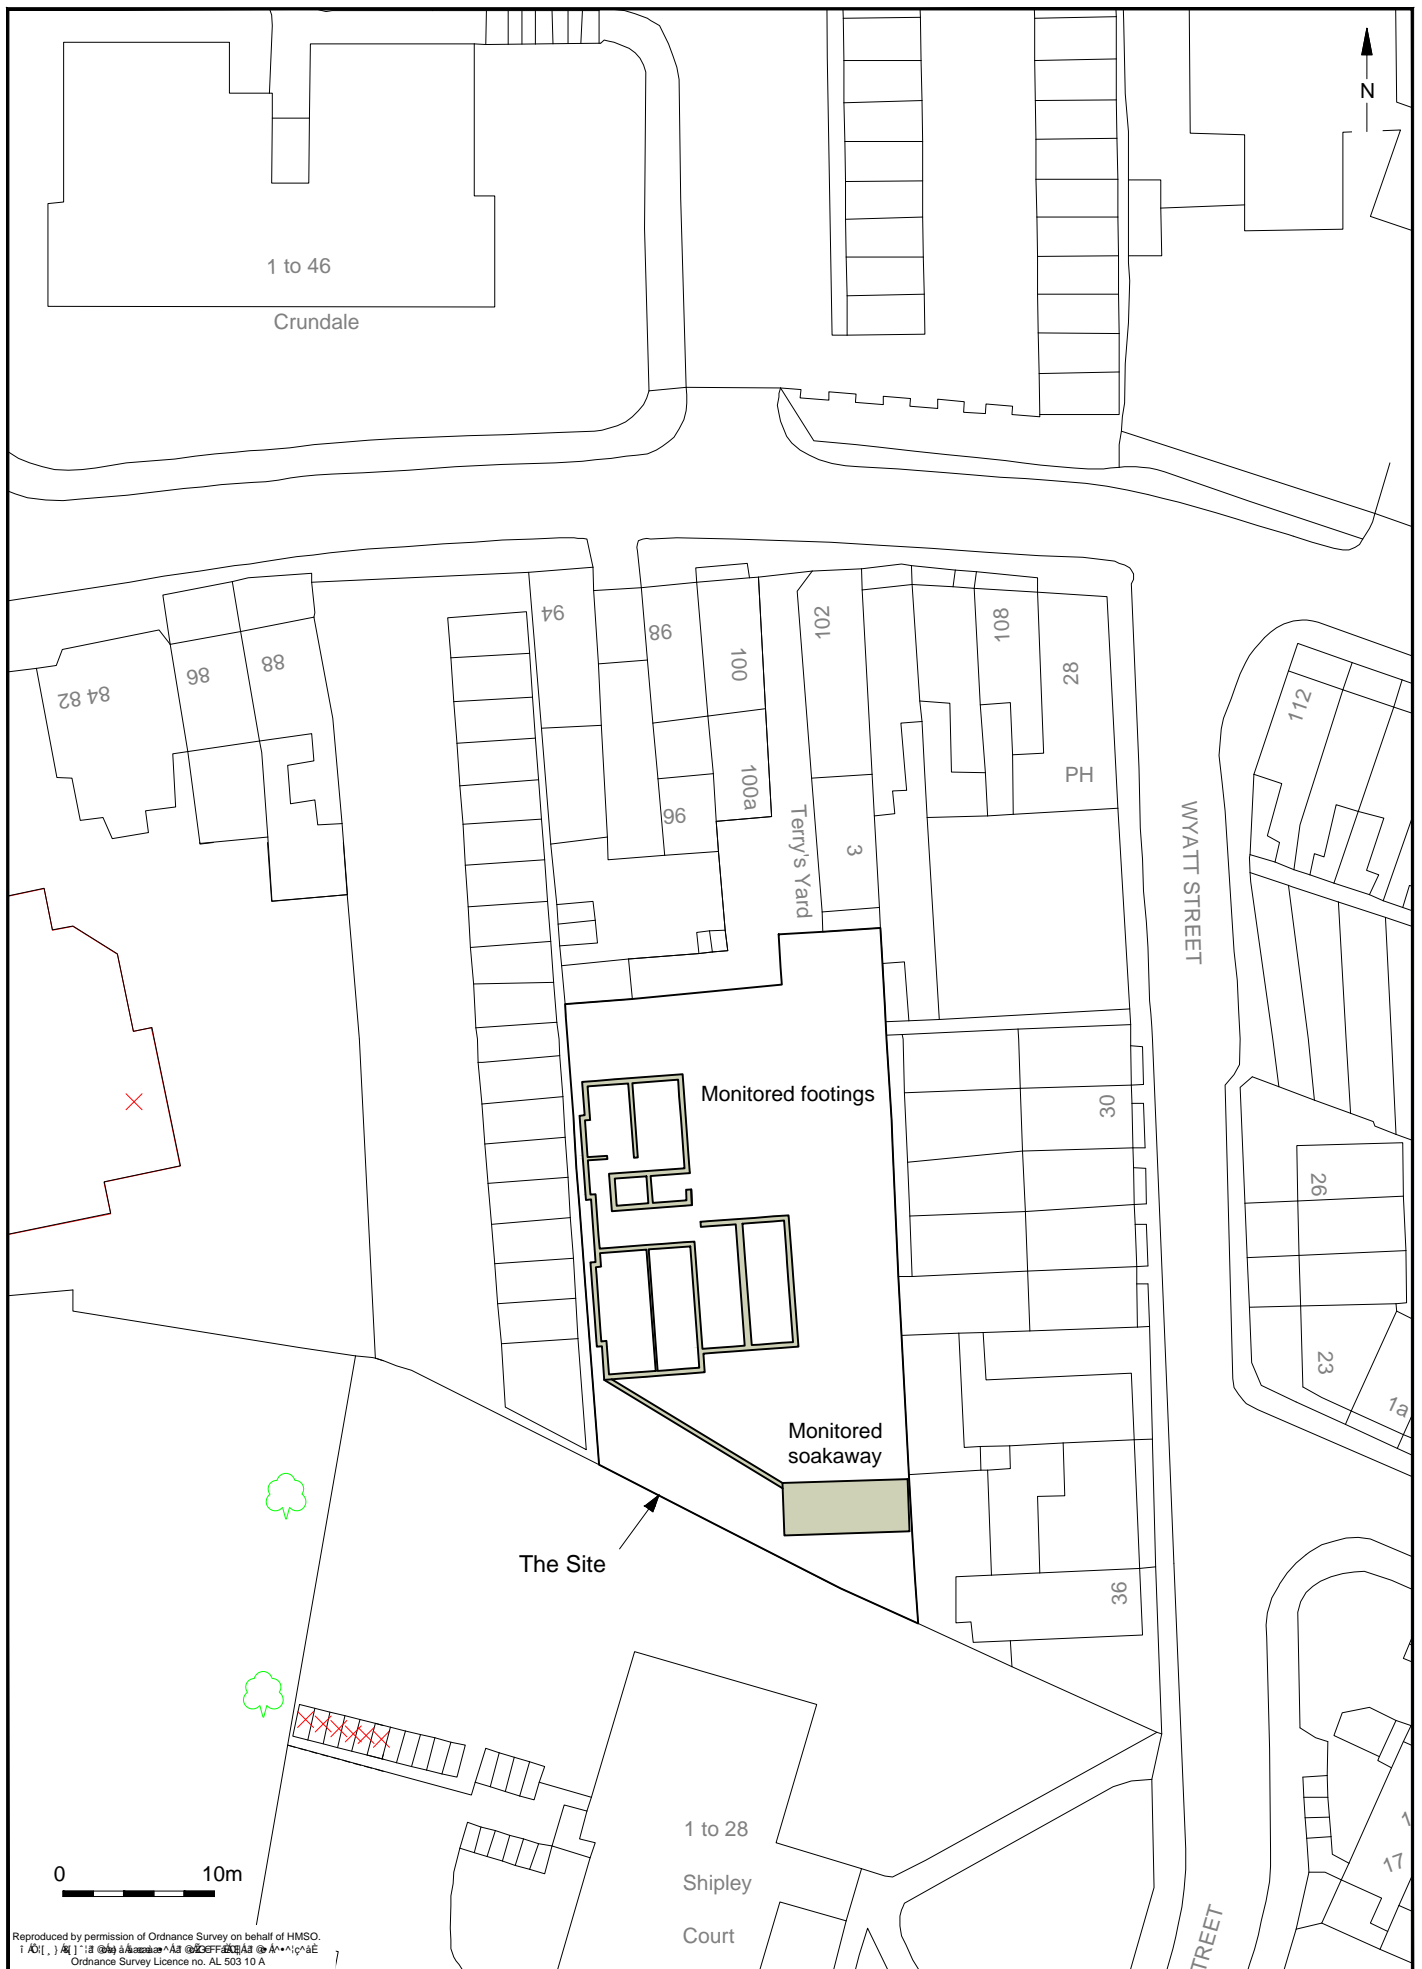 N
1 to 46
Crundale
94
98
100
102
108
28
84 82
86
88
112
PH
100a
96
Terry's Yard
3
WYATT STREET
Monitored footings
30
26
23
1a
Monitored
soakaway
The Site
36
1 to 28
Shipley
Court
17
0 10m
TREET
Reproduced by permission of Ordnance Survey on behalf of HMSO.
Ordnance Survey Licence no. AL 503 10 A